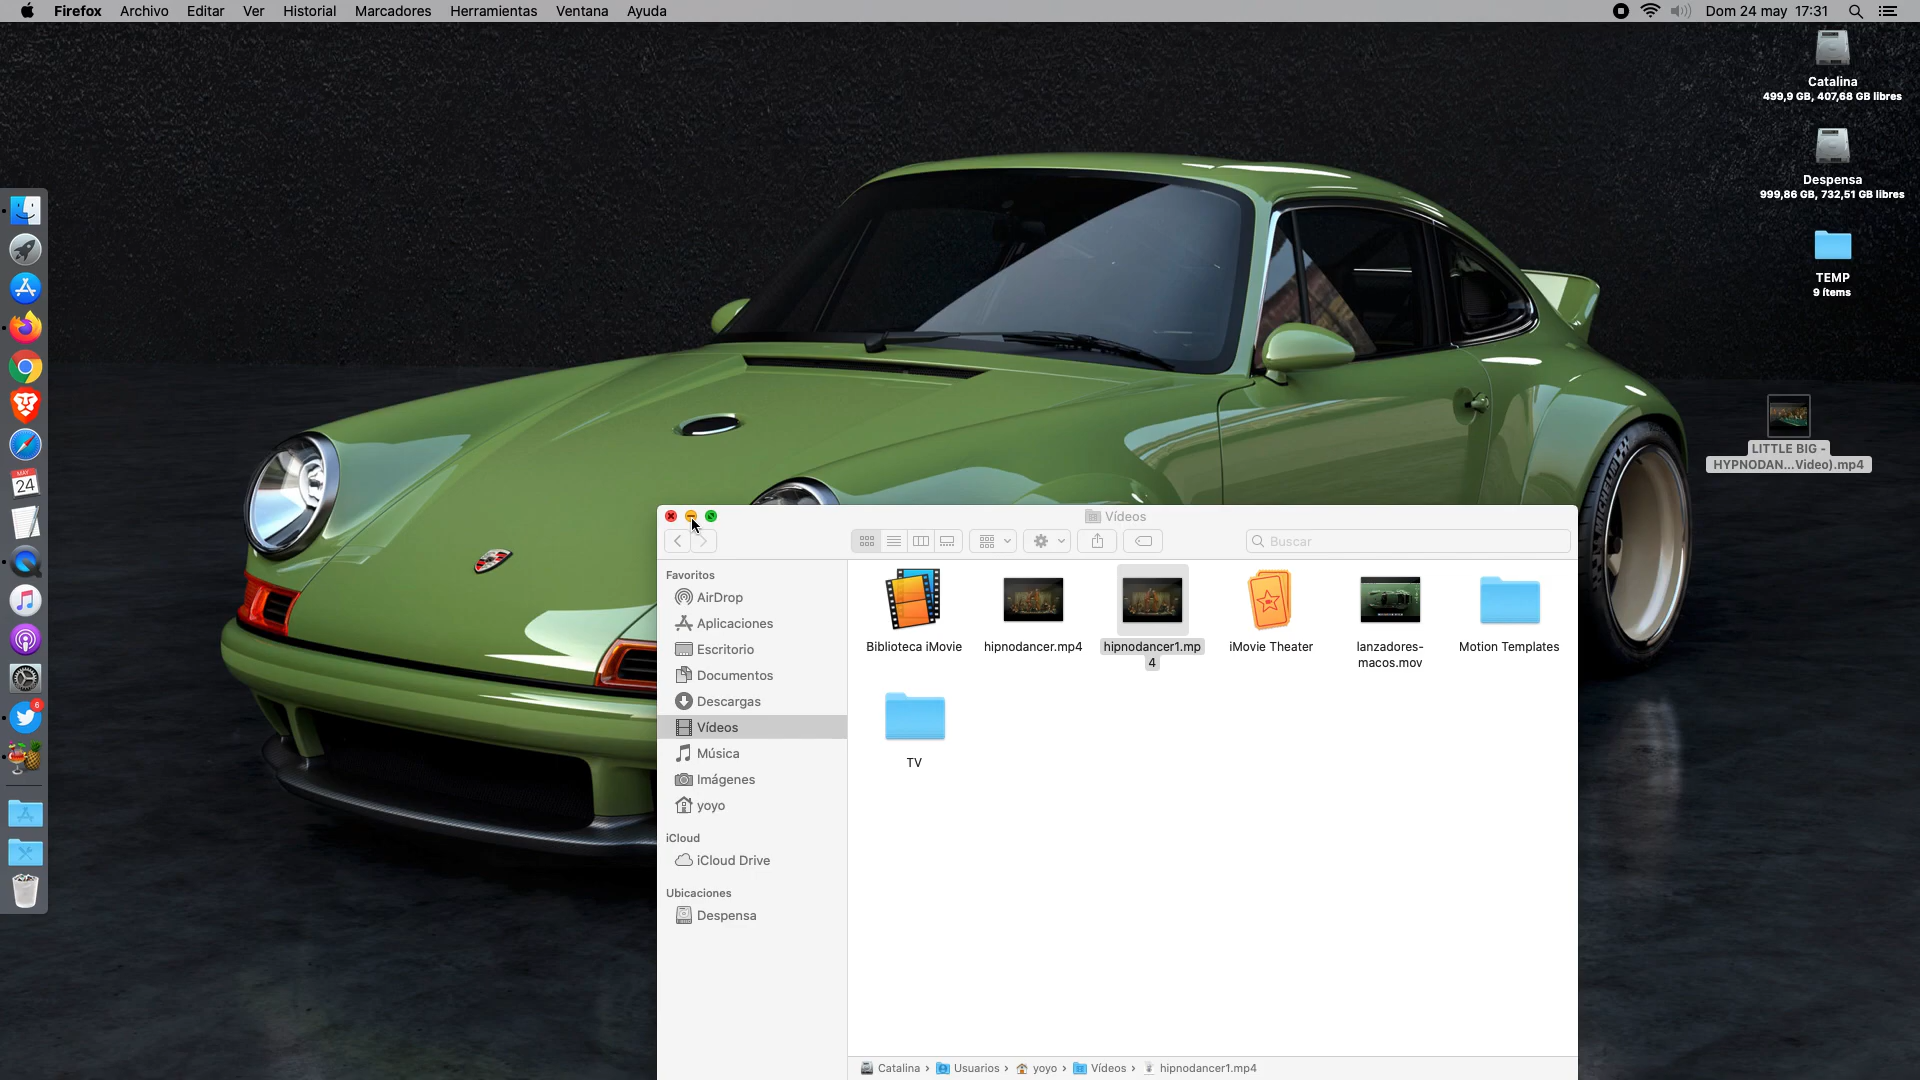 Firefox Archivo Editar Ver Historial Marcadores Herramientas Ventana Ayuda
Dom 24 may 17:31
Catalina
499,9 GB, 407,68 GB libres
Despensa
999,86 GB, 732,51 GB libres
TEMP
9 ítems
LITTLE BIG -
HYPNODAN...Video).mp4
MAY
24
6
Vídeos
Buscar
Favoritos
AirDrop
Aplicaciones
Escritorio
Documentos
Descargas
Vídeos
Música
Imágenes
yoyo
iCloud
iCloud Drive
Ubicaciones
Despensa
Biblioteca iMovie
hipnodancer.mp4
hipnodancer1.mp
4
iMovie Theater
lanzadores-
macos.mov
Motion Templates
TV
Catalina › Usuarios › yoyo › Vídeos › hipnodancer1.mp4